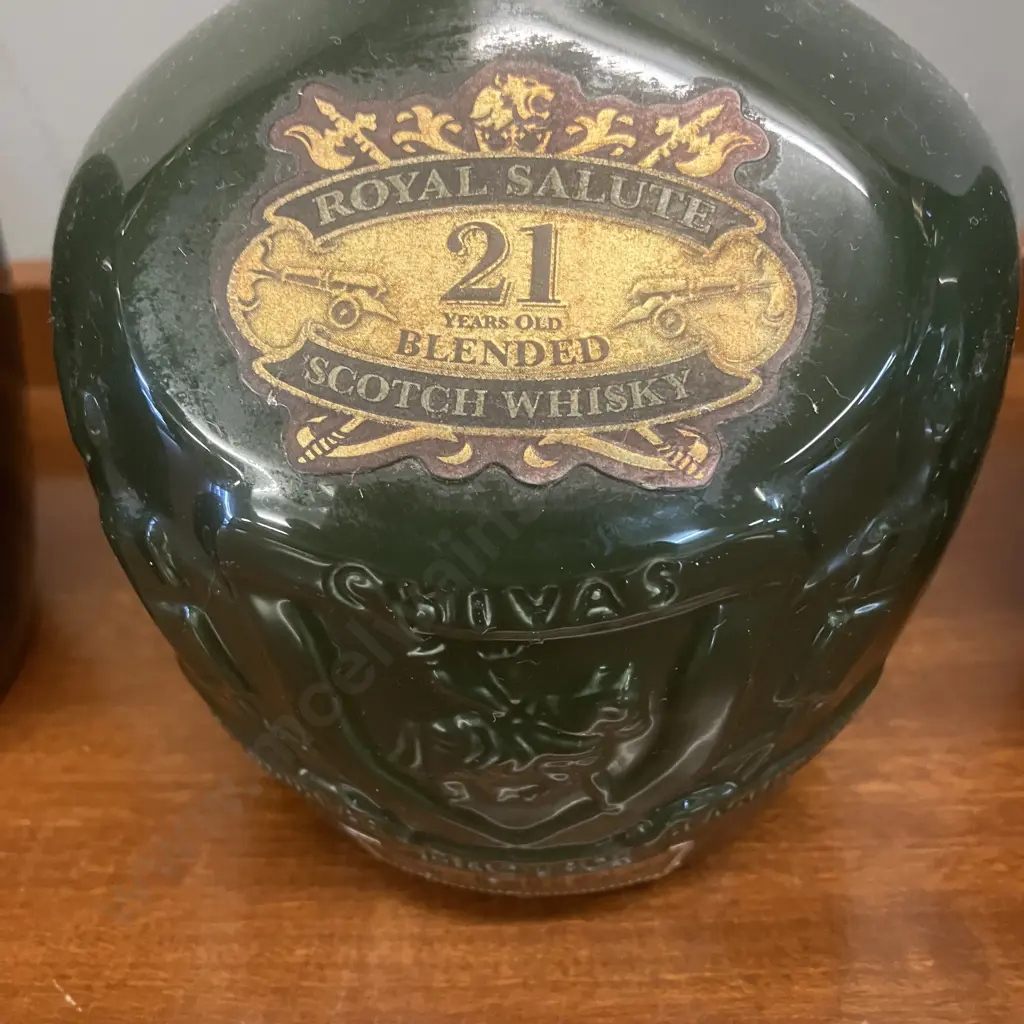 ROYAL SALUTE
21
YEARS OLD
BLENDED
SCOTCH WHISKY
CHIVAS